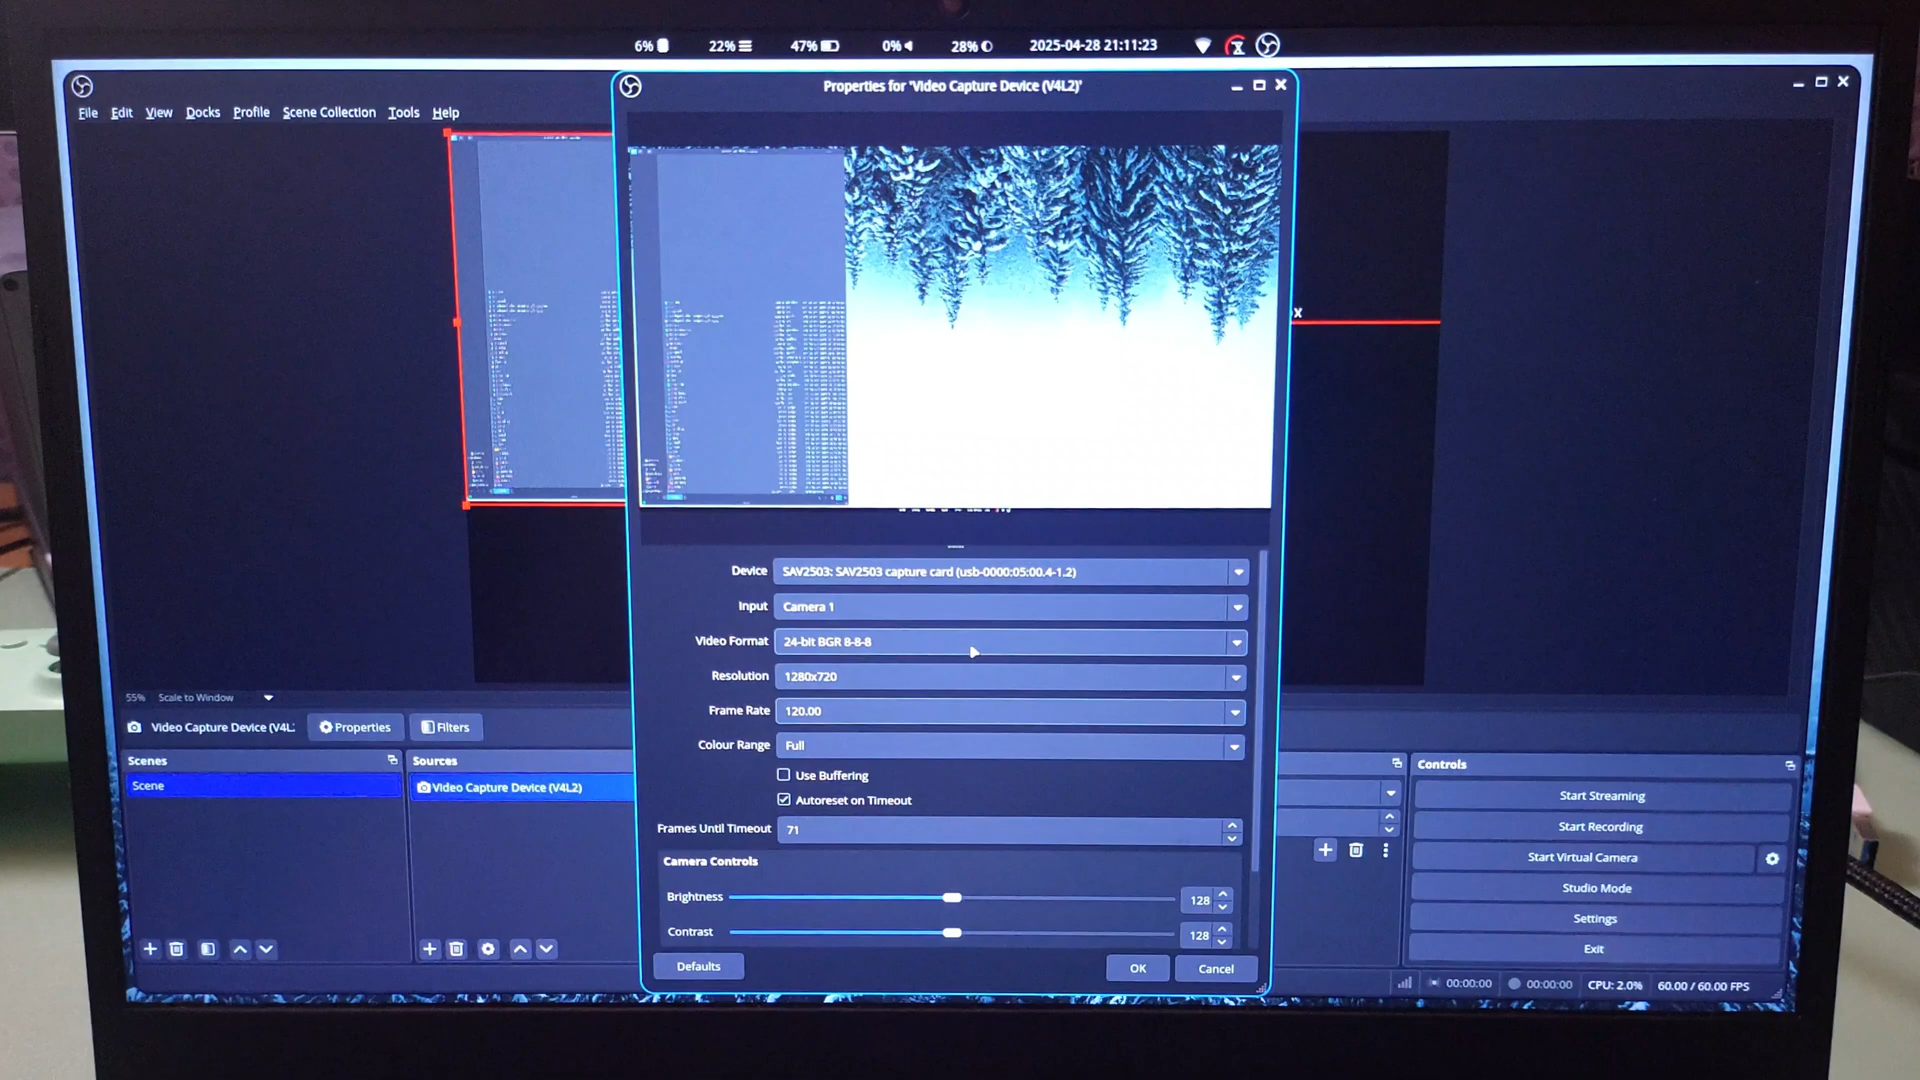 6% 22% 47% 0% 28% 2025-04-28 21:11:23
Properties for 'Video Capture Device (V4L2)'
File Edit View Docks Profile Scene Collection Tools Help
x
Device SAV2503: SAV2503 capture card (usb-0000:05:00.4-1.2)
Input Camera 1
Video Format 24-bit BGR 8-8-8
Resolution 1280x720
Frame Rate 120.00
Colour Range Full
Use Buffering
Autoreset on Timeout
Frames Until Timeout 71
Camera Controls
Brightness 128
Contrast 128
Defaults OK Cancel
55% Scale to Window
Video Capture Device (V4L: Properties Filters
Scenes
Scene
Sources
Video Capture Device (V4L2)
Controls
Start Streaming
Start Recording
Start Virtual Camera
Studio Mode
Settings
Exit
00:00:00 00:00:00 CPU: 2.0% 60.00 / 60.00 FPS